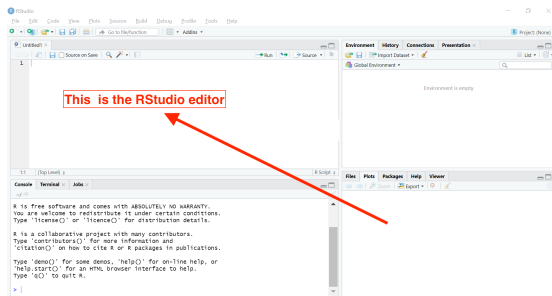 RStudio
File Edit Code View Plots Session Build Debug Profile Tools Help
Go to file/function Addins
Project: (None)
Untitled1
Source on Save Run Source
1
This is the RStudio editor
1:1 (Top Level) R Script
Console Terminal Jobs
R is free software and comes with ABSOLUTELY NO WARRANTY.
You are welcome to redistribute it under certain conditions.
Type 'license()' or 'licence()' for distribution details.
R is a collaborative project with many contributors.
Type 'contributors()' for more information and
'citation()' on how to cite R or R packages in publications.
Type 'demo()' for some demos, 'help()' for on-line help, or
'help.start()' for an HTML browser interface to help.
Type 'q()' to quit R.
>
Environment History Connections Presentation
Import Dataset List
Global Environment
Environment is empty
Files Plots Packages Help Viewer
Zoom Export